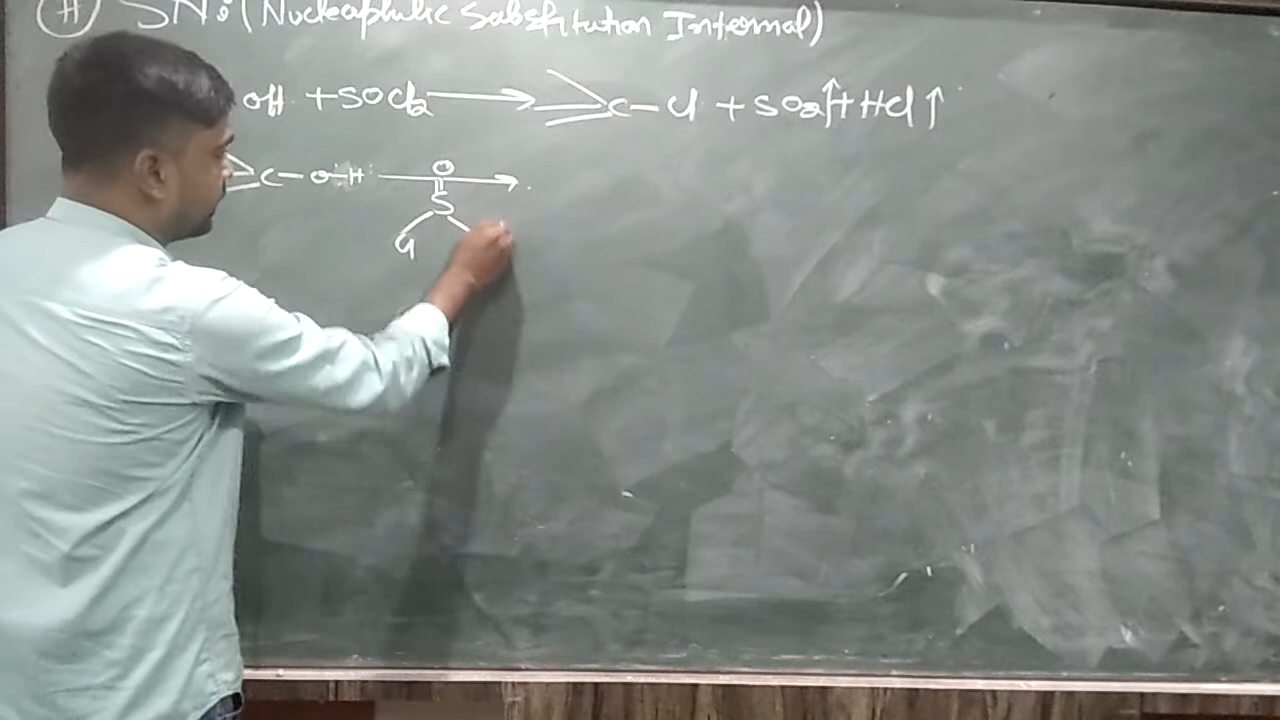 (#) SNi (Nucleophilic Substitution Internal)
OH + SOCl2 → C-Cl + SO2↑ + HCl↑
C-O-H →
O
S
Cl